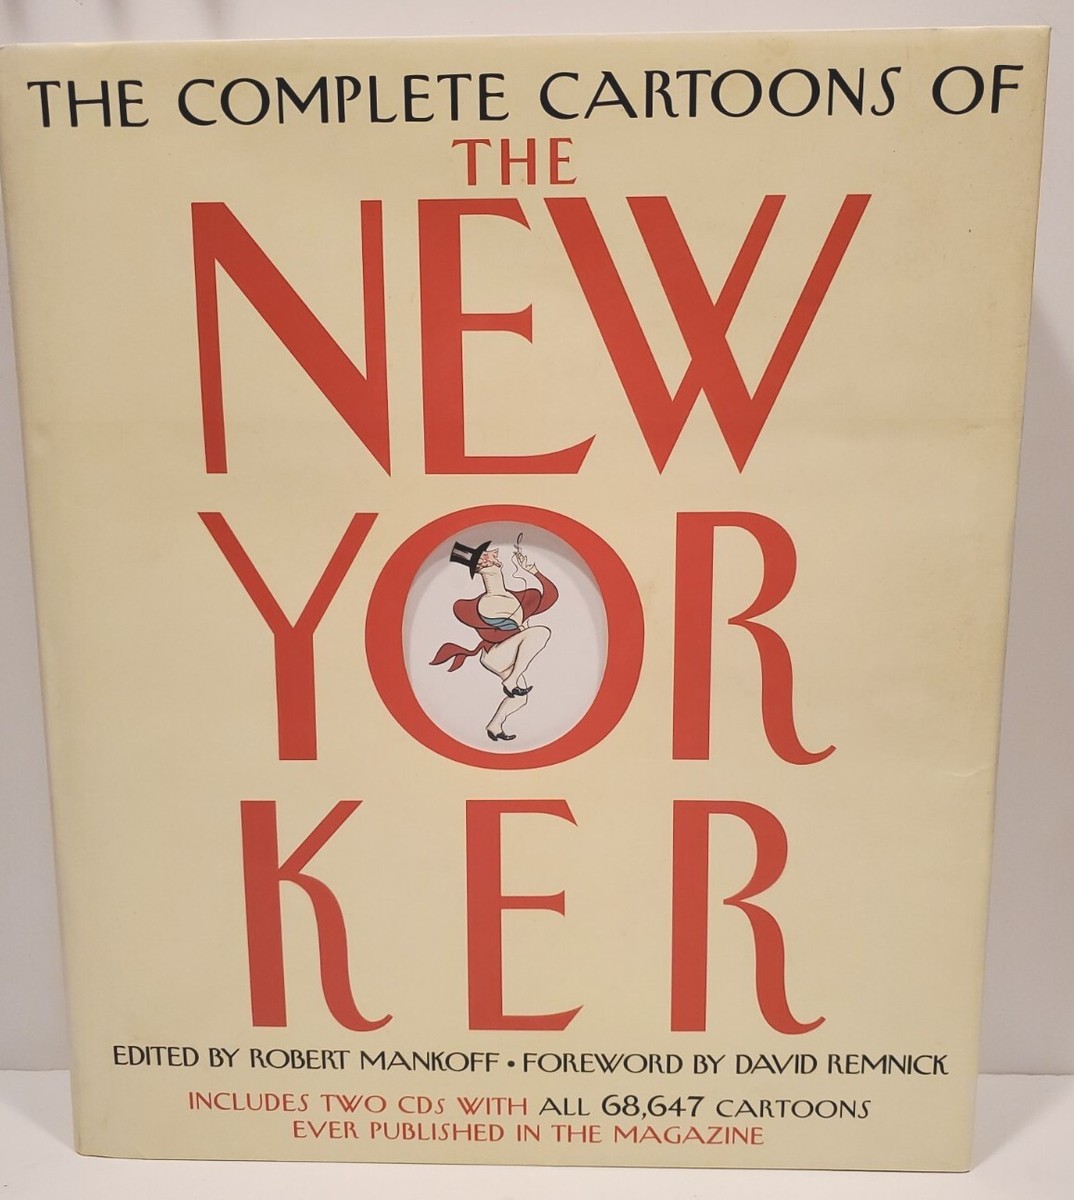 THE COMPLETE CARTOONS OF
THE
NEW
YOR
KER
EDITED BY ROBERT MANKOFF • FOREWORD BY DAVID REMNICK
INCLUDES TWO CDs WITH ALL 68,647 CARTOONS
EVER PUBLISHED IN THE MAGAZINE